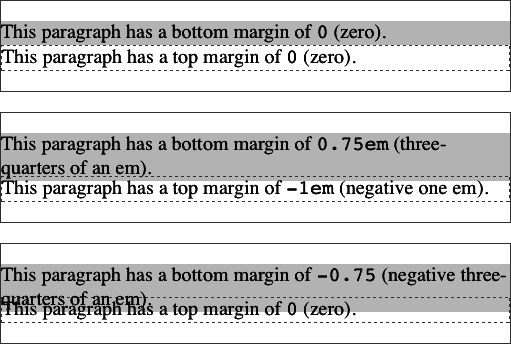 This paragraph has a bottom margin of 0 (zero).
This paragraph has a top margin of 0 (zero).
This paragraph has a bottom margin of 0.75em (three-
quarters of an em).
This paragraph has a top margin of -1em (negative one em).
This paragraph has a bottom margin of -0.75 (negative three-
quarters of an em).
This paragraph has a top margin of 0 (zero).